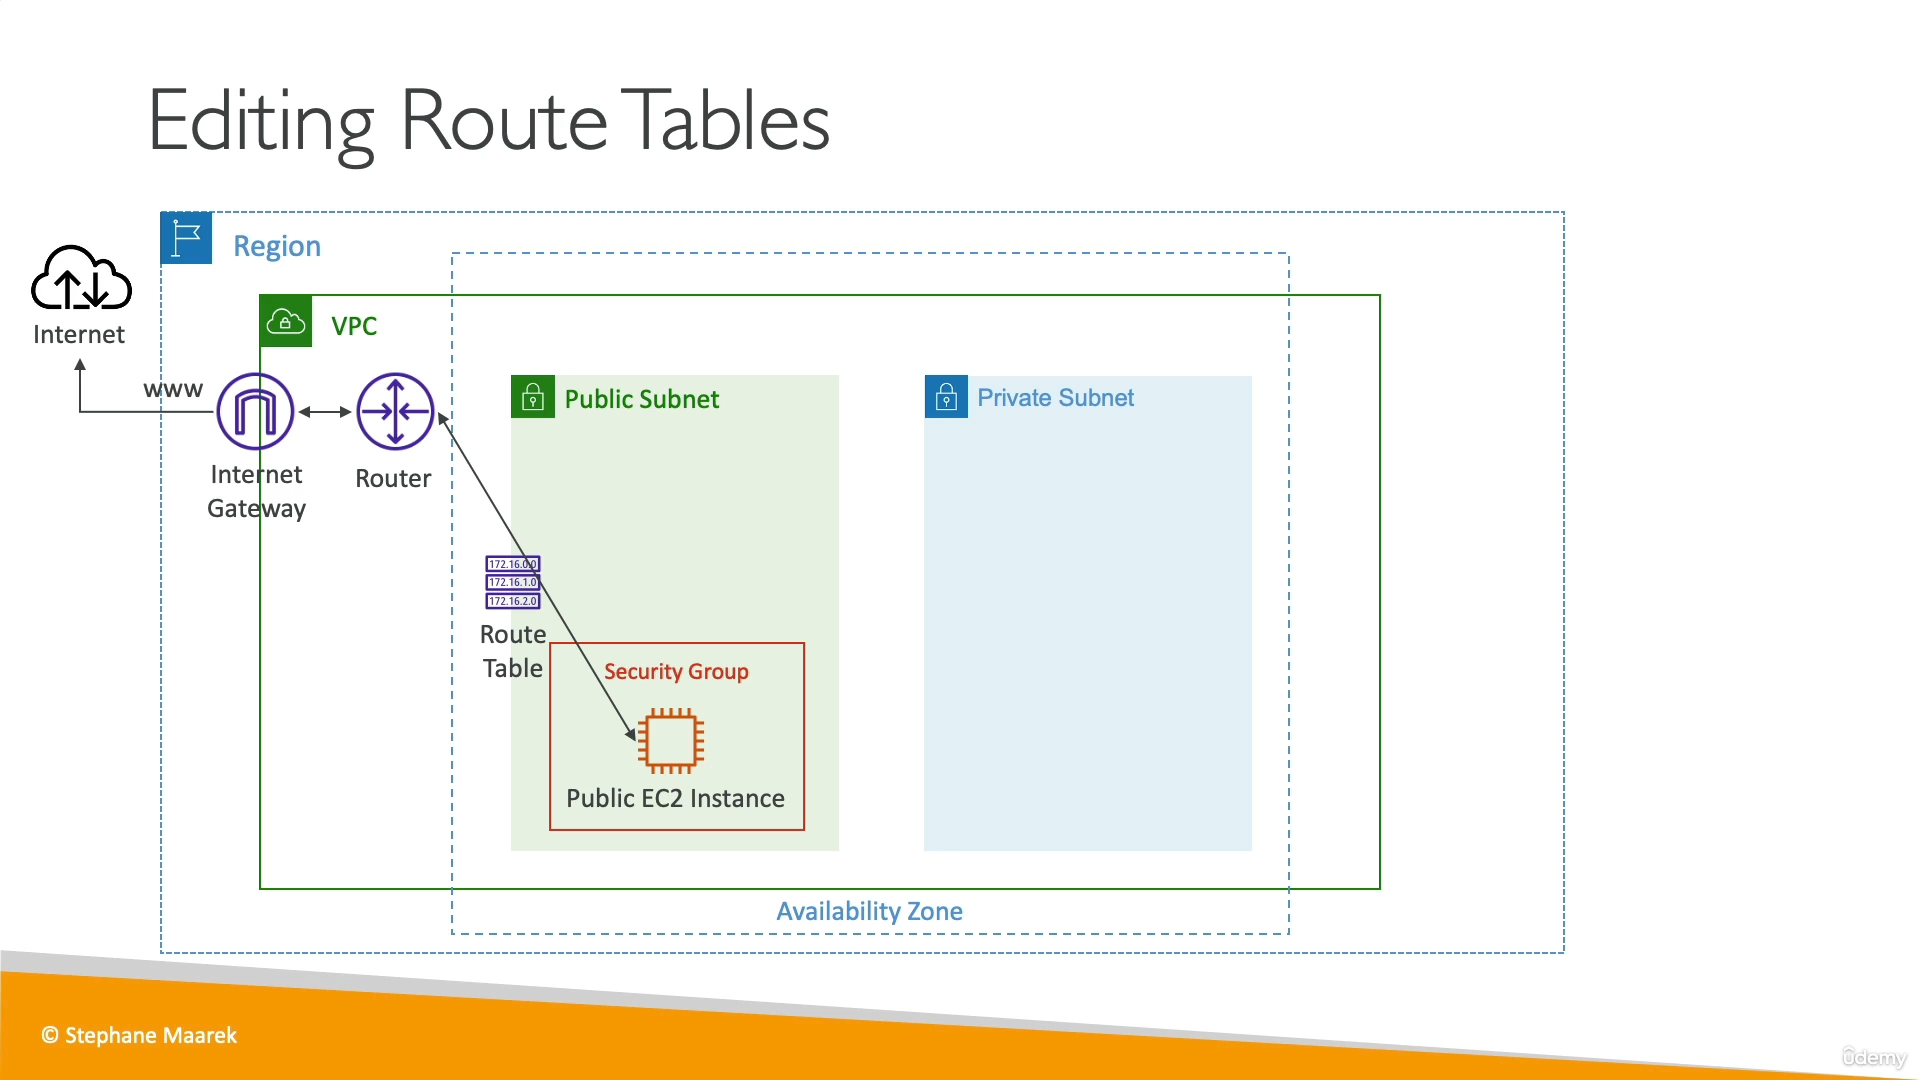 Editing Route Tables
Region
Internet
VPC
www
Public Subnet
Private Subnet
Internet
Gateway
Router
172.16.0.0
172.16.1.0
172.16.2.0
Route
Table
Security Group
Public EC2 Instance
Availability Zone
© Stephane Maarek
ûdemy